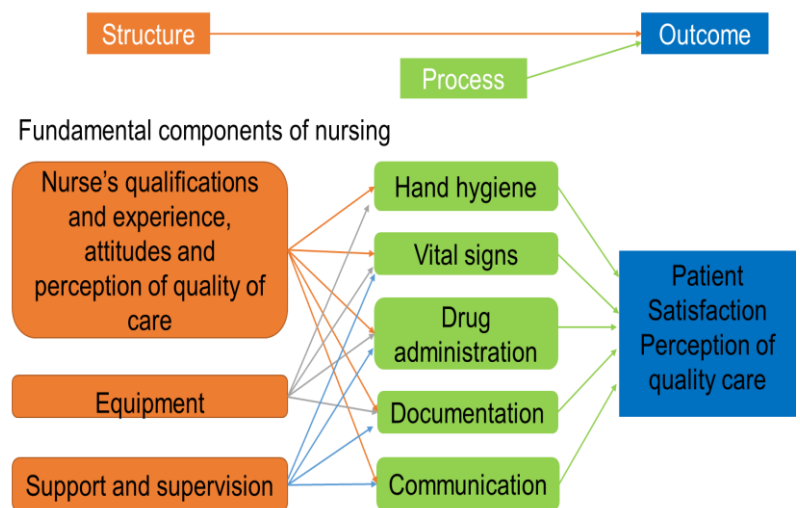 Structure
Outcome
Process
Fundamental components of nursing
Nurse’s qualifications
and experience,
attitudes and
perception of quality of
care
Equipment
Support and supervision
Hand hygiene
Vital signs
Drug
administration
Documentation
Communication
Patient
Satisfaction
Perception of
quality care